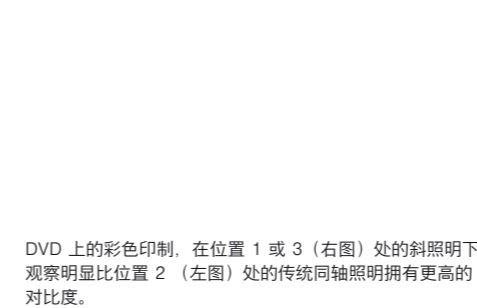 DVD 上的彩色印制，在位置 1 或 3（右图）处的斜照明下
观察明显比位置 2 （左图）处的传统同轴照明拥有更高的
对比度。